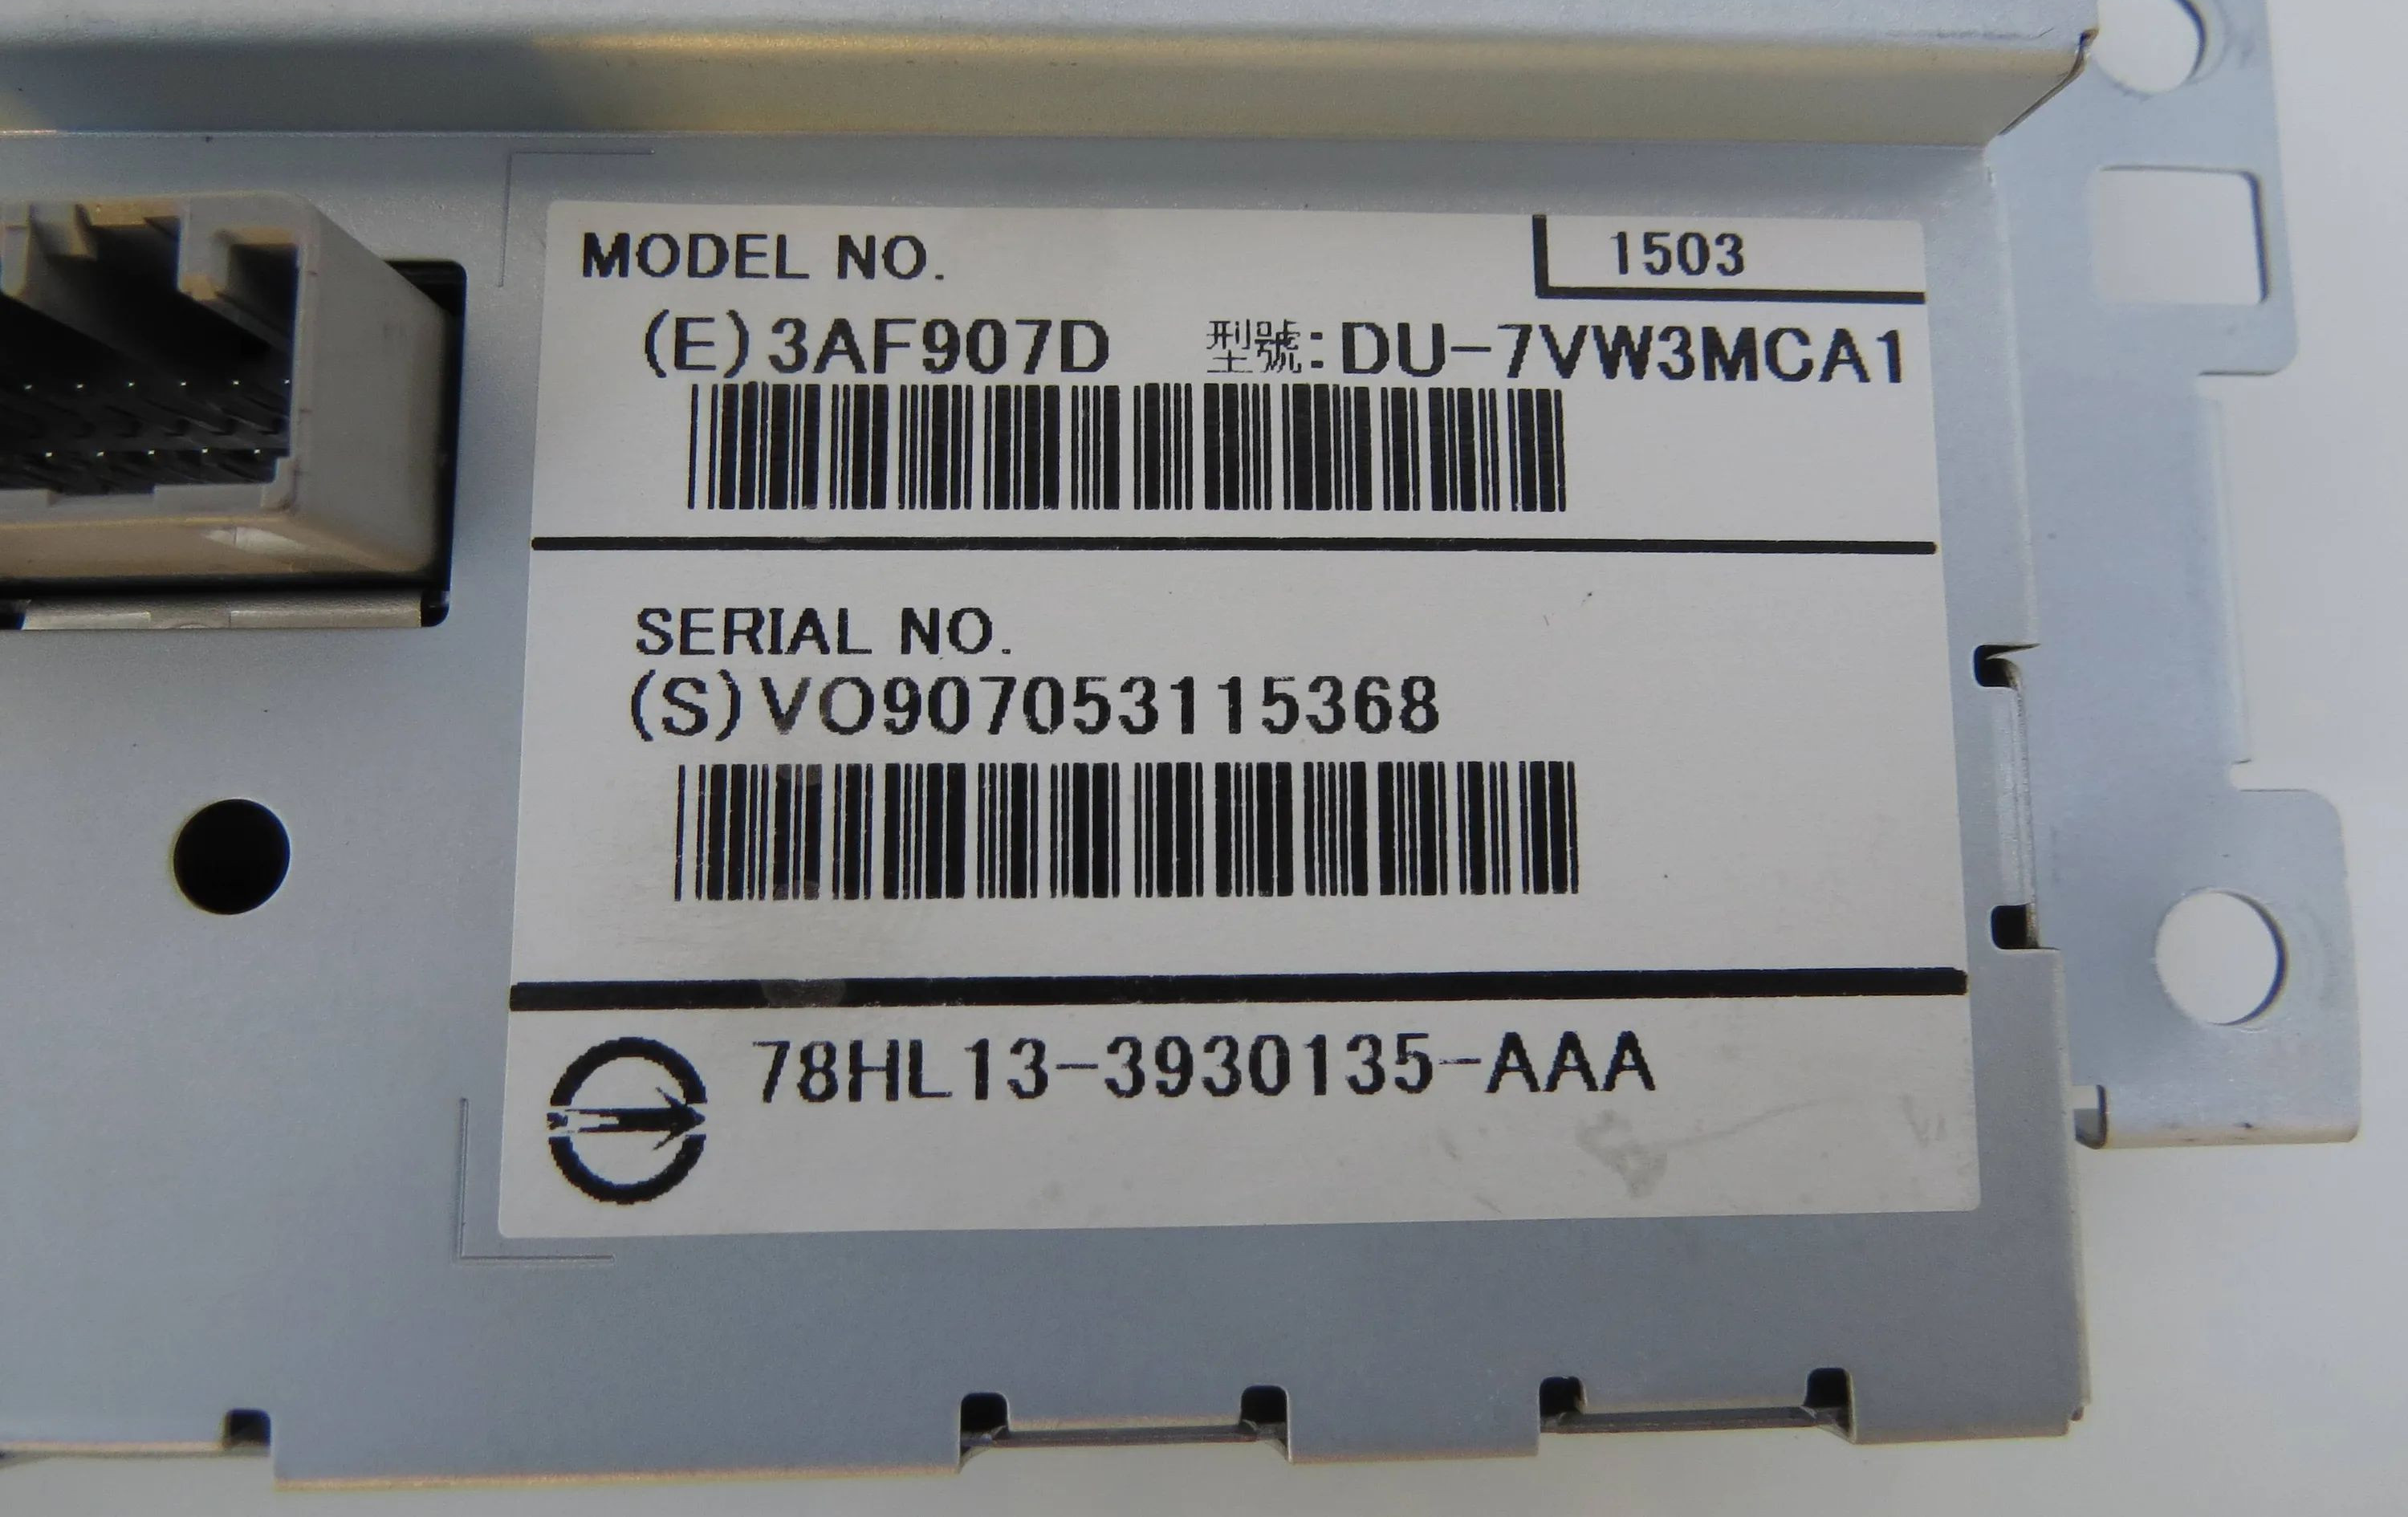 MODEL NO.
1503
(E)3AF907D 型號:DU-7VW3MCA1
SERIAL NO.
(S)VO907053115368
78HL13-3930135-AAA